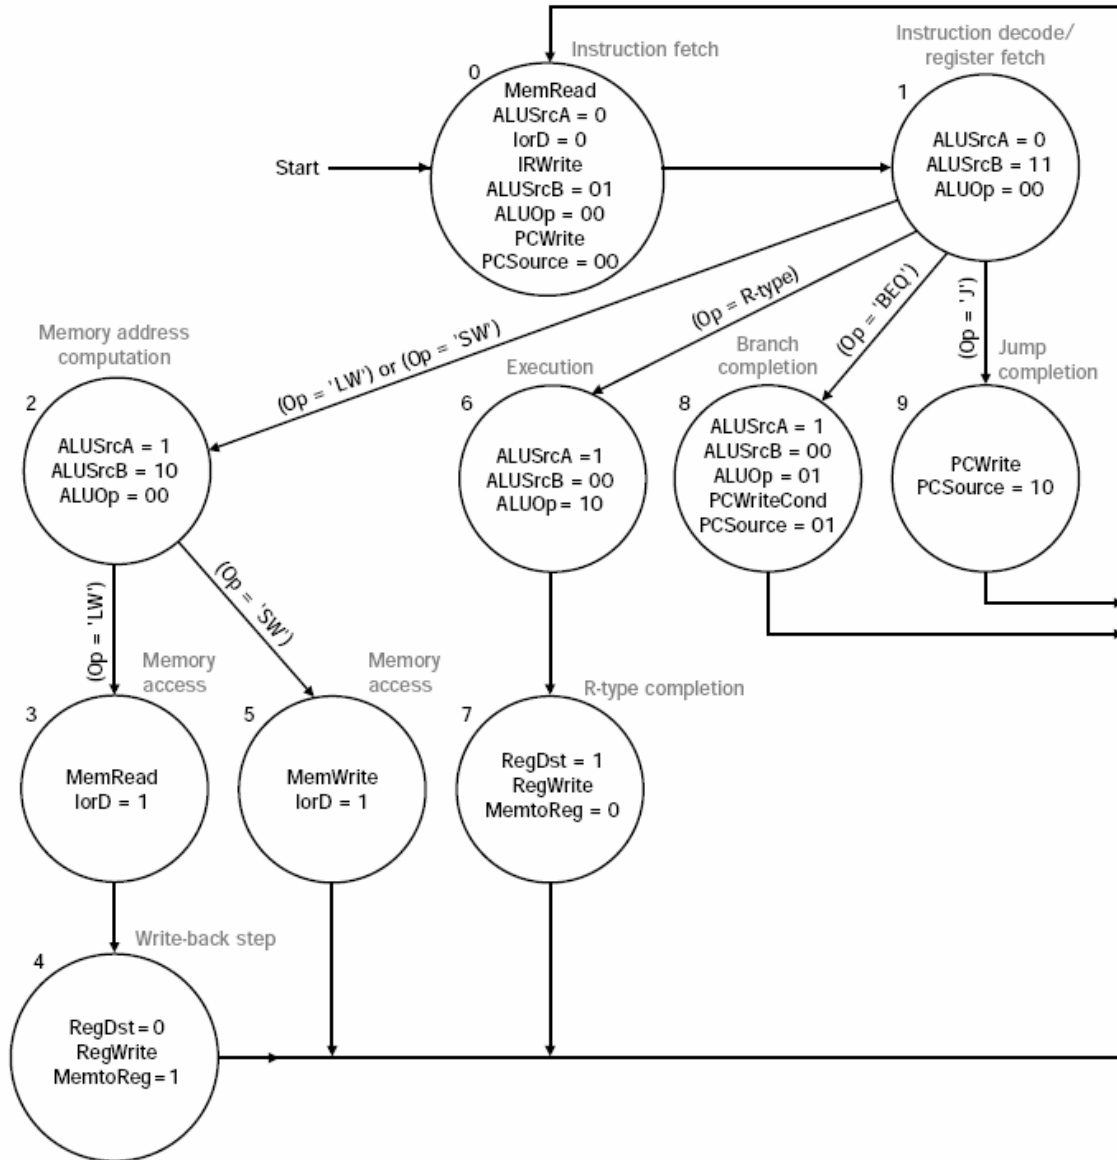 Instruction fetch
Instruction decode/
register fetch
0
MemRead
ALUSrcA = 0
IorD = 0
IRWrite
ALUSrcB = 01
ALUOp = 00
PCWrite
PCSource = 00
Start
1
ALUSrcA = 0
ALUSrcB = 11
ALUOp = 00
(Op = 'LW') or (Op = 'SW')
(Op = R-type)
(Op = 'BEQ')
(Op = 'J')
Memory address
computation
2
ALUSrcA = 1
ALUSrcB = 10
ALUOp = 00
Execution
6
ALUSrcA =1
ALUSrcB = 00
ALUOp= 10
Branch
completion
8
ALUSrcA = 1
ALUSrcB = 00
ALUOp = 01
PCWriteCond
PCSource = 01
Jump
completion
9
PCWrite
PCSource = 10
(Op = 'LW')
(Op = 'SW')
Memory
access
3
MemRead
IorD = 1
Memory
access
5
MemWrite
IorD = 1
R-type completion
7
RegDst = 1
RegWrite
MemtoReg = 0
Write-back step
4
RegDst=0
RegWrite
MemtoReg=1